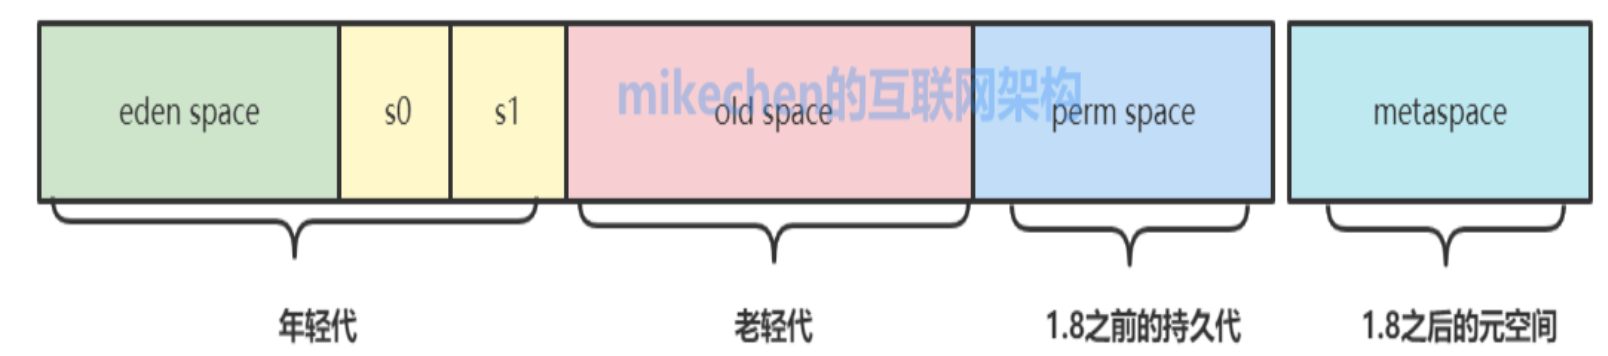 mikechen的互联网架构
eden space
s0
s1
old space
perm space
metaspace
年轻代
老轻代
1.8之前的持久代
1.8之后的元空间